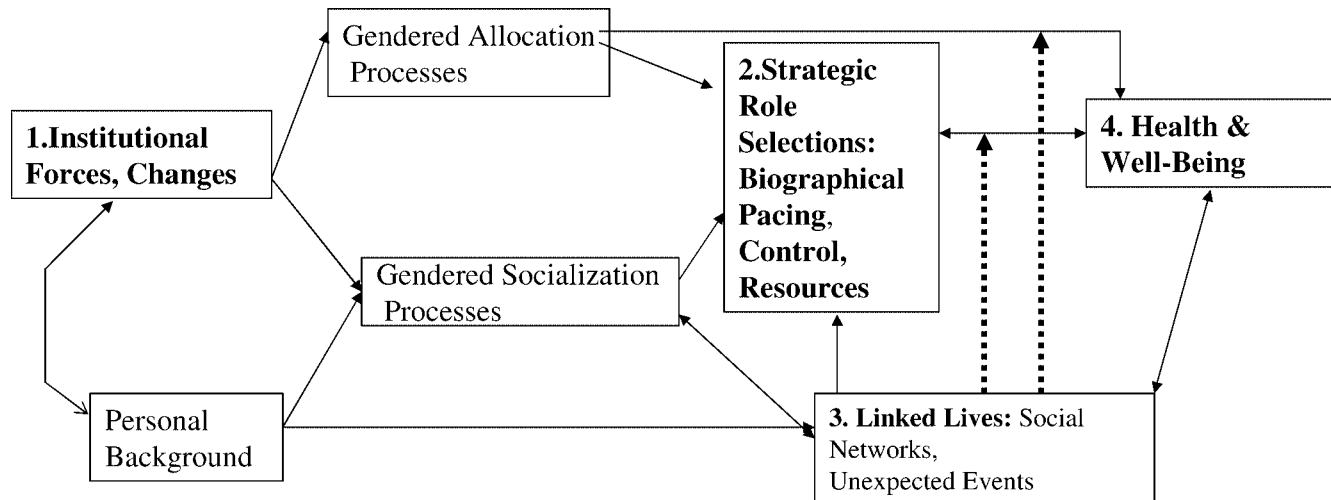 Gendered Allocation
Processes
1.Institutional
Forces, Changes
2.Strategic
Role
Selections:
Biographical
Pacing,
Control,
Resources
4. Health &
Well-Being
Gendered Socialization
Processes
Personal
Background
3. Linked Lives: Social
Networks,
Unexpected Events